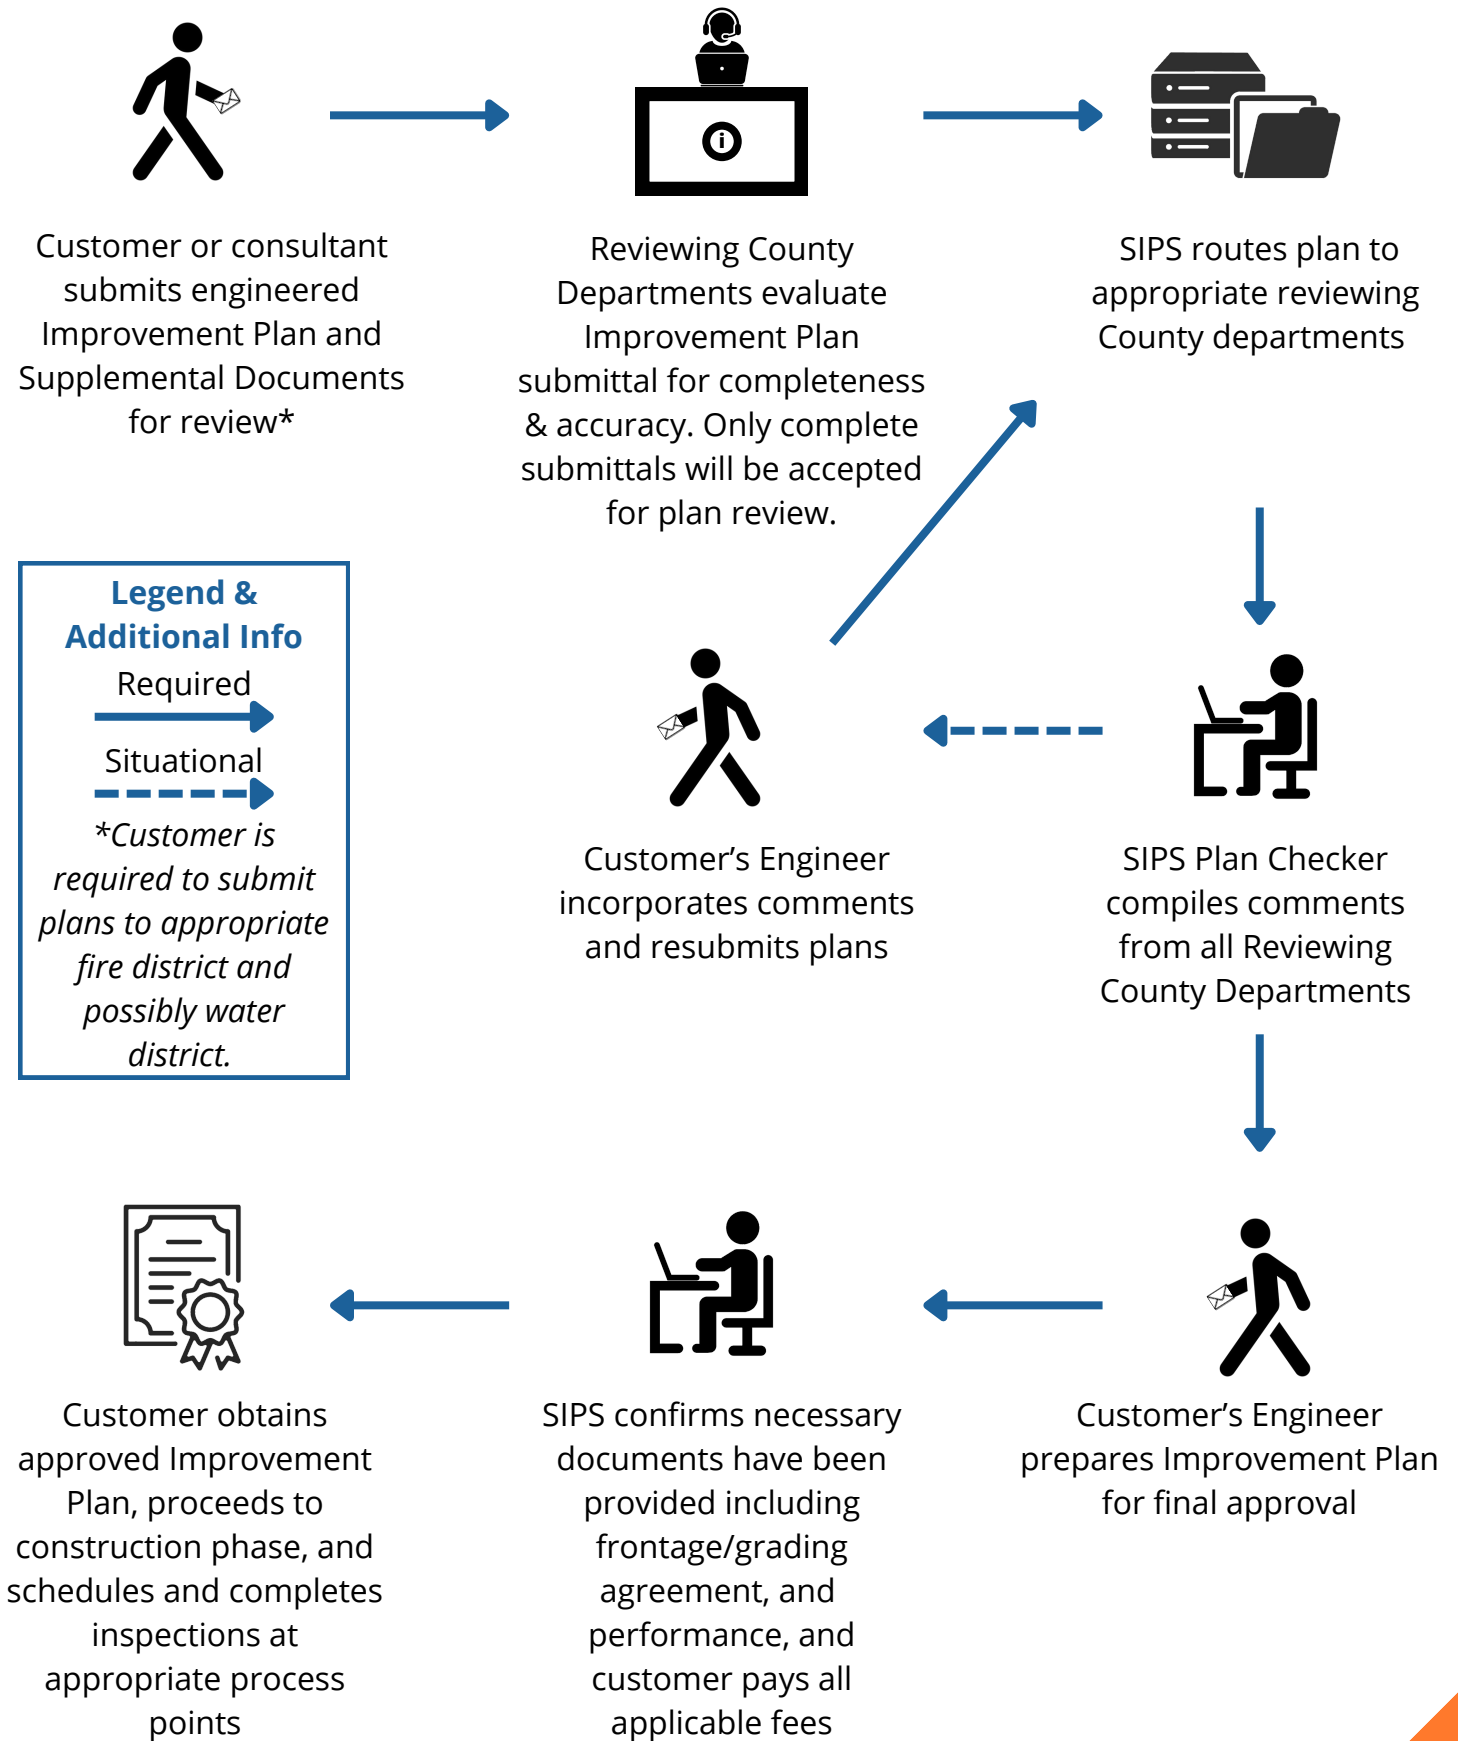 Customer or consultant
submits engineered
Improvement Plan and
Supplemental Documents
for review*
Reviewing County
Departments evaluate
Improvement Plan
submittal for completeness
& accuracy. Only complete
submittals will be accepted
for plan review.
SIPS routes plan to
appropriate reviewing
County departments
Legend &
Additional Info
Required
Situational
*Customer is
required to submit
plans to appropriate
fire district and
possibly water
district.
Customer’s Engineer
incorporates comments
and resubmits plans
SIPS Plan Checker
compiles comments
from all Reviewing
County Departments
Customer obtains
approved Improvement
Plan, proceeds to
construction phase, and
schedules and completes
inspections at
appropriate process
points
SIPS confirms necessary
documents have been
provided including
frontage/grading
agreement, and
performance, and
customer pays all
applicable fees
Customer’s Engineer
prepares Improvement Plan
for final approval